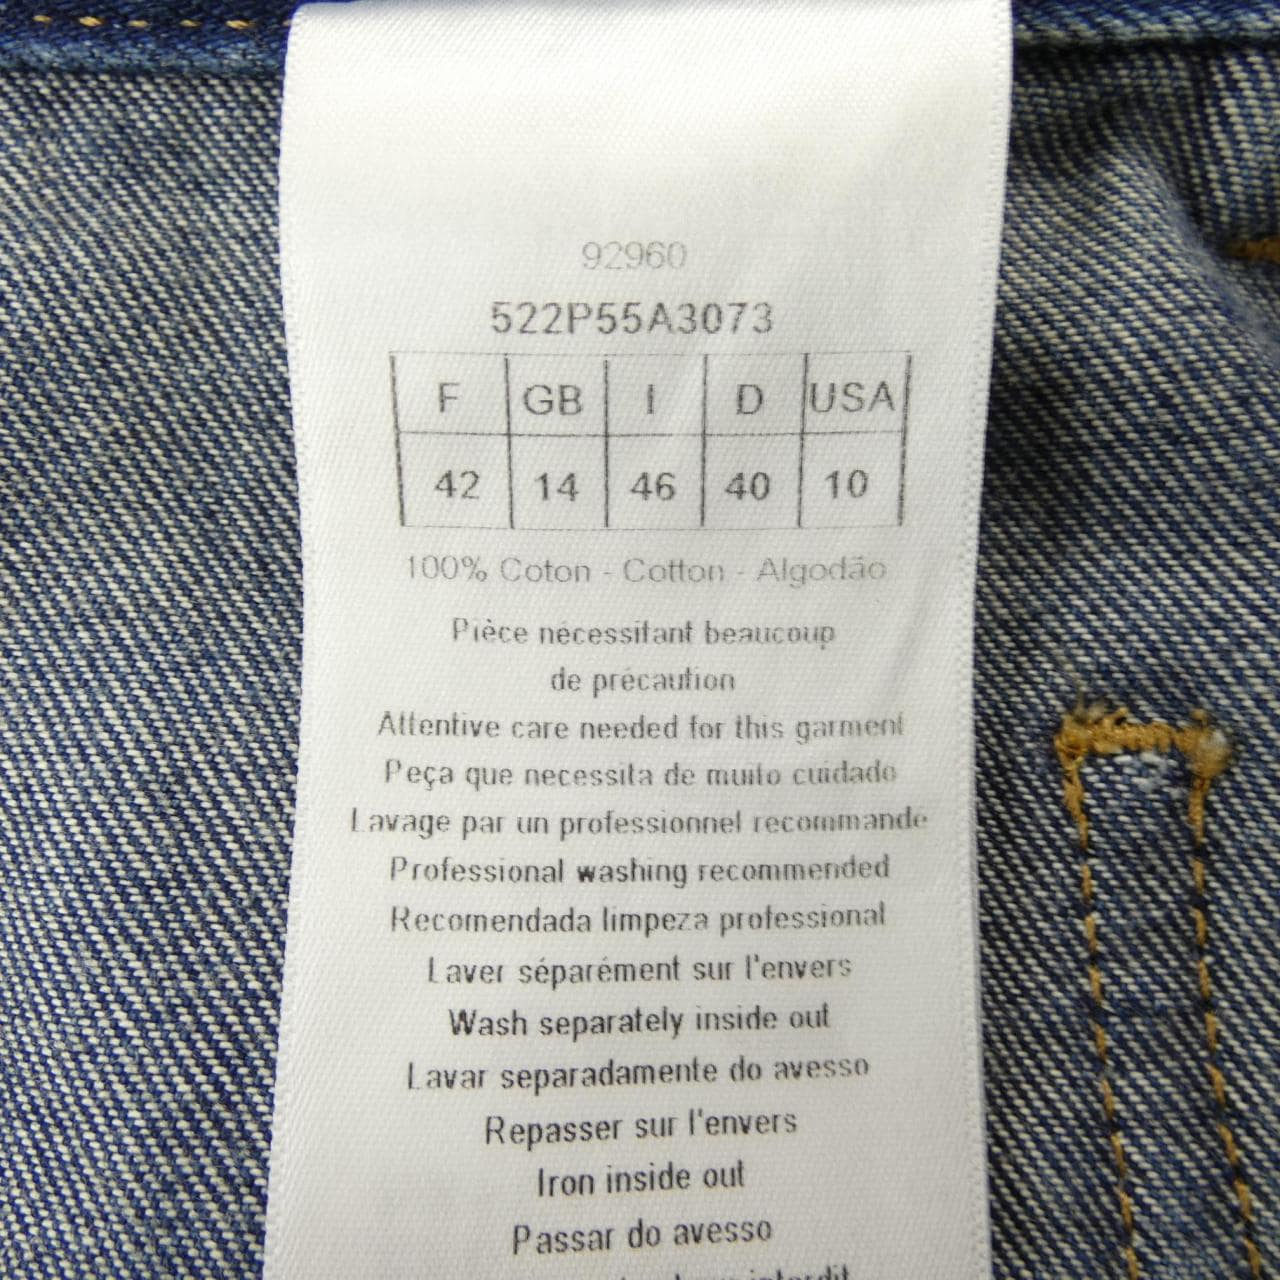 92960
522P55A3073
F GB I D USA
42 14 46 40 10
100% Coton - Cotton - Algodão
Pièce nécessitant beaucoup
de précaution
Attentive care needed for this garment
Peça que necessita de muito cuidado
Lavage par un professionnel recommandé
Professional washing recommended
Recomendada limpeza professional
Laver séparément sur l'envers
Wash separately inside out
Lavar separadamente do avesso
Repasser sur l'envers
Iron inside out
Passar do avesso
interdit